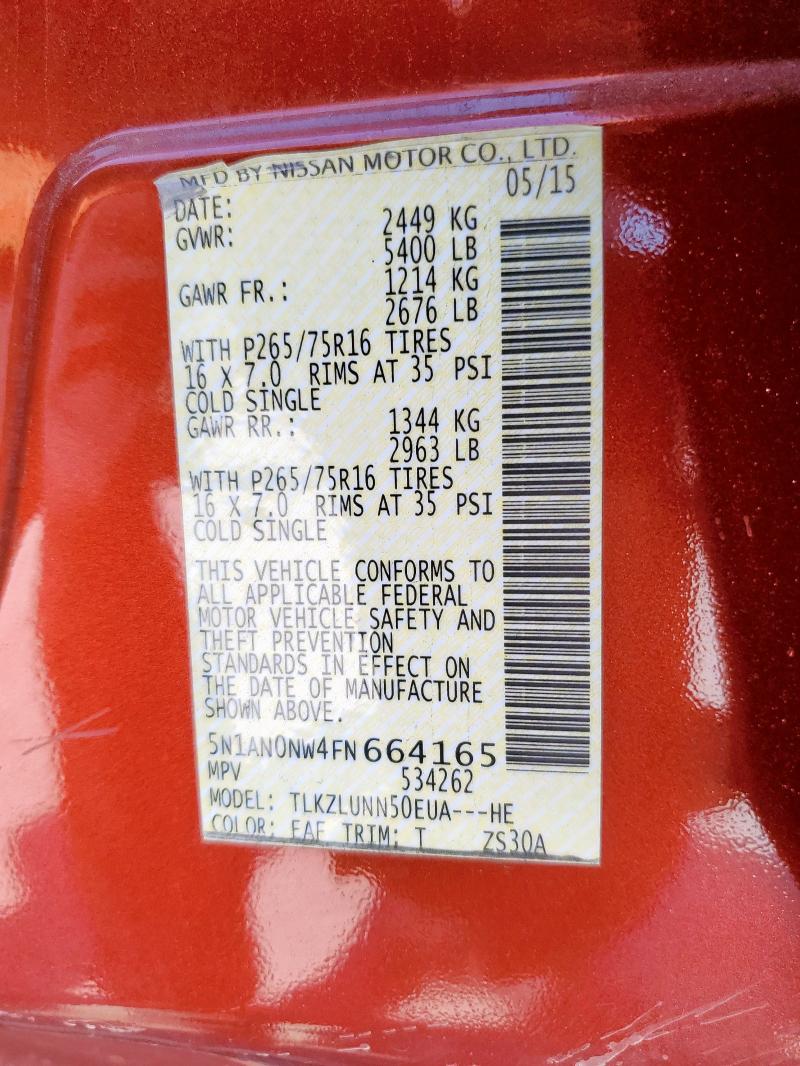 MFD BY NISSAN MOTOR CO., LTD.
DATE: 05/15
GVWR: 2449 KG
5400 LB
GAWR FR.: 1214 KG
2676 LB
WITH P265/75R16 TIRES
16 X 7.0 RIMS AT 35 PSI
COLD SINGLE
GAWR RR.: 1344 KG
2963 LB
WITH P265/75R16 TIRES
16 X 7.0 RIMS AT 35 PSI
COLD SINGLE
THIS VEHICLE CONFORMS TO
ALL APPLICABLE FEDERAL
MOTOR VEHICLE SAFETY AND
THEFT PREVENTION
STANDARDS IN EFFECT ON
THE DATE OF MANUFACTURE
SHOWN ABOVE.
5N1AN0NW4FN664165
MPV 534262
MODEL: TLKZLUNN50EUA---HE
COLOR: EAF TRIM: T ZS30A